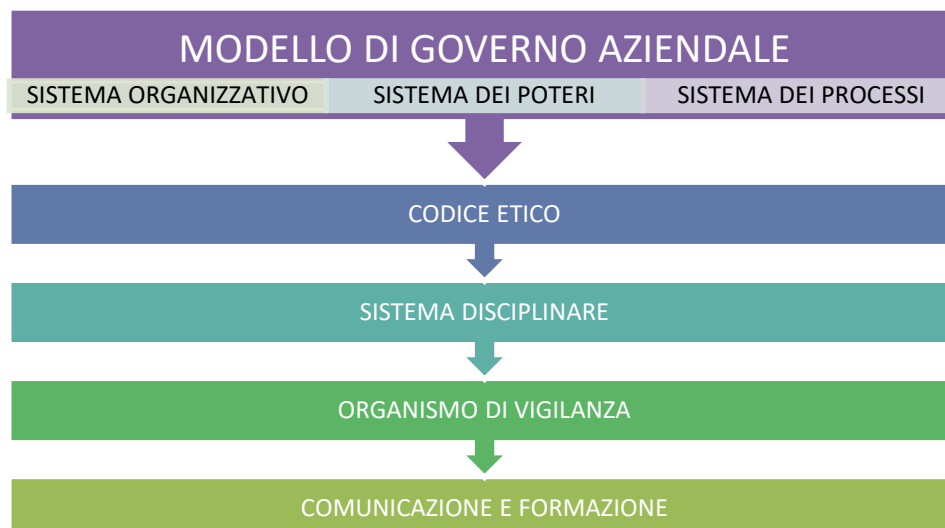 MODELLO DI GOVERNO AZIENDALE
SISTEMA ORGANIZZATIVO SISTEMA DEI POTERI SISTEMA DEI PROCESSI
CODICE ETICO
SISTEMA DISCIPLINARE
ORGANISMO DI VIGILANZA
COMUNICAZIONE E FORMAZIONE